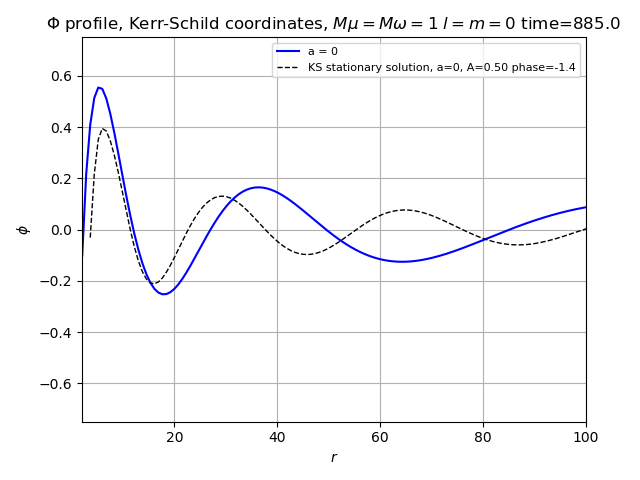 Φ profile, Kerr-Schild coordinates, Mμ = Mω = 1 l = m = 0 time=885.0
a = 0
KS stationary solution, a=0, A=0.50 phase=-1.4
ϕ
0.6
0.4
0.2
0.0
−0.2
−0.4
−0.6
20 40 60 80 100
r